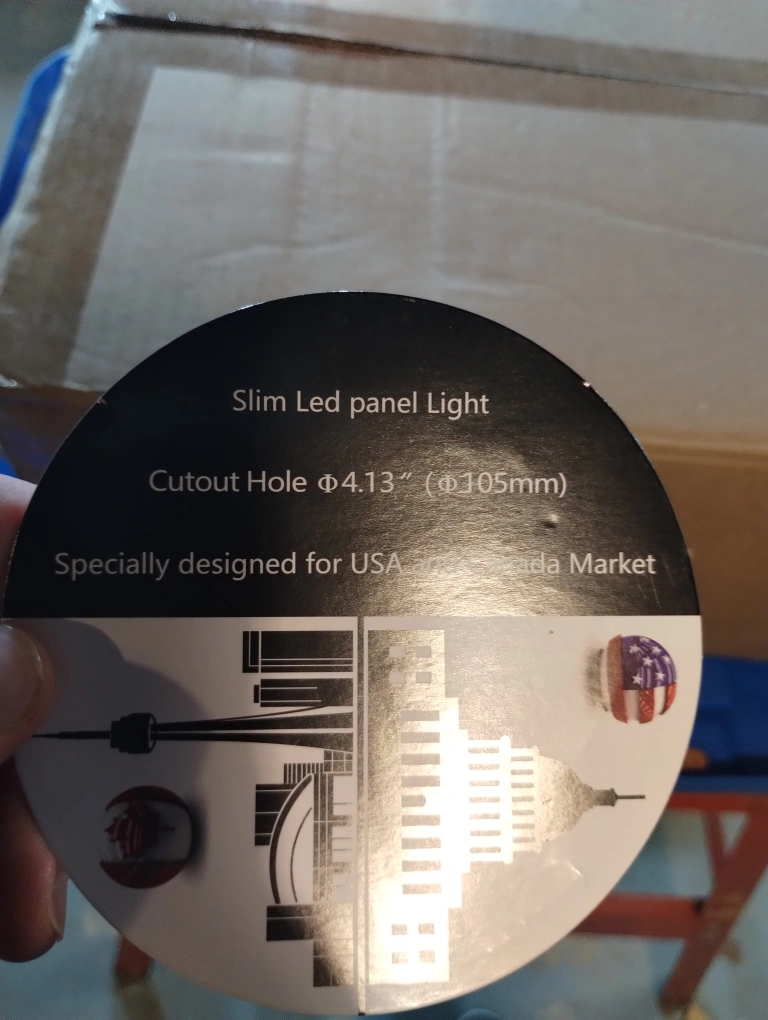 Slim Led panel Light
Cutout Hole Φ4.13″ (Φ105mm)
Specially designed for USA Market